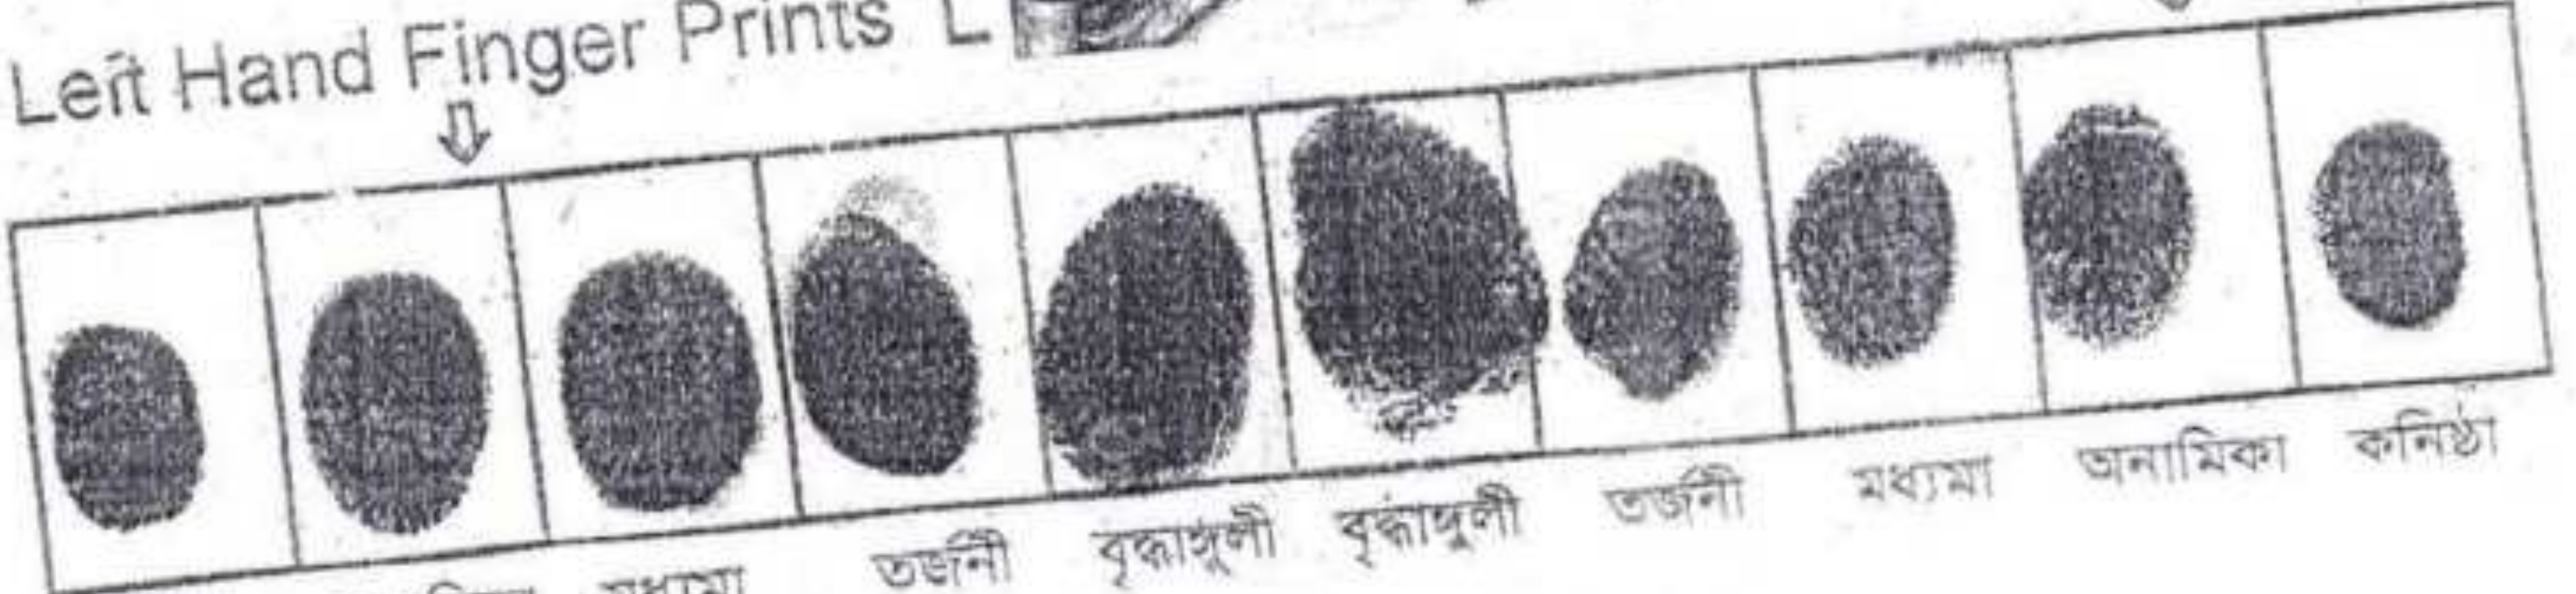 Left Hand Finger Prints L
মধ্যমা তর্জনী বৃদ্ধাঙ্গুলী বৃদ্ধাঙ্গুলী তর্জনী মধ্যমা অনামিকা কনিষ্ঠা